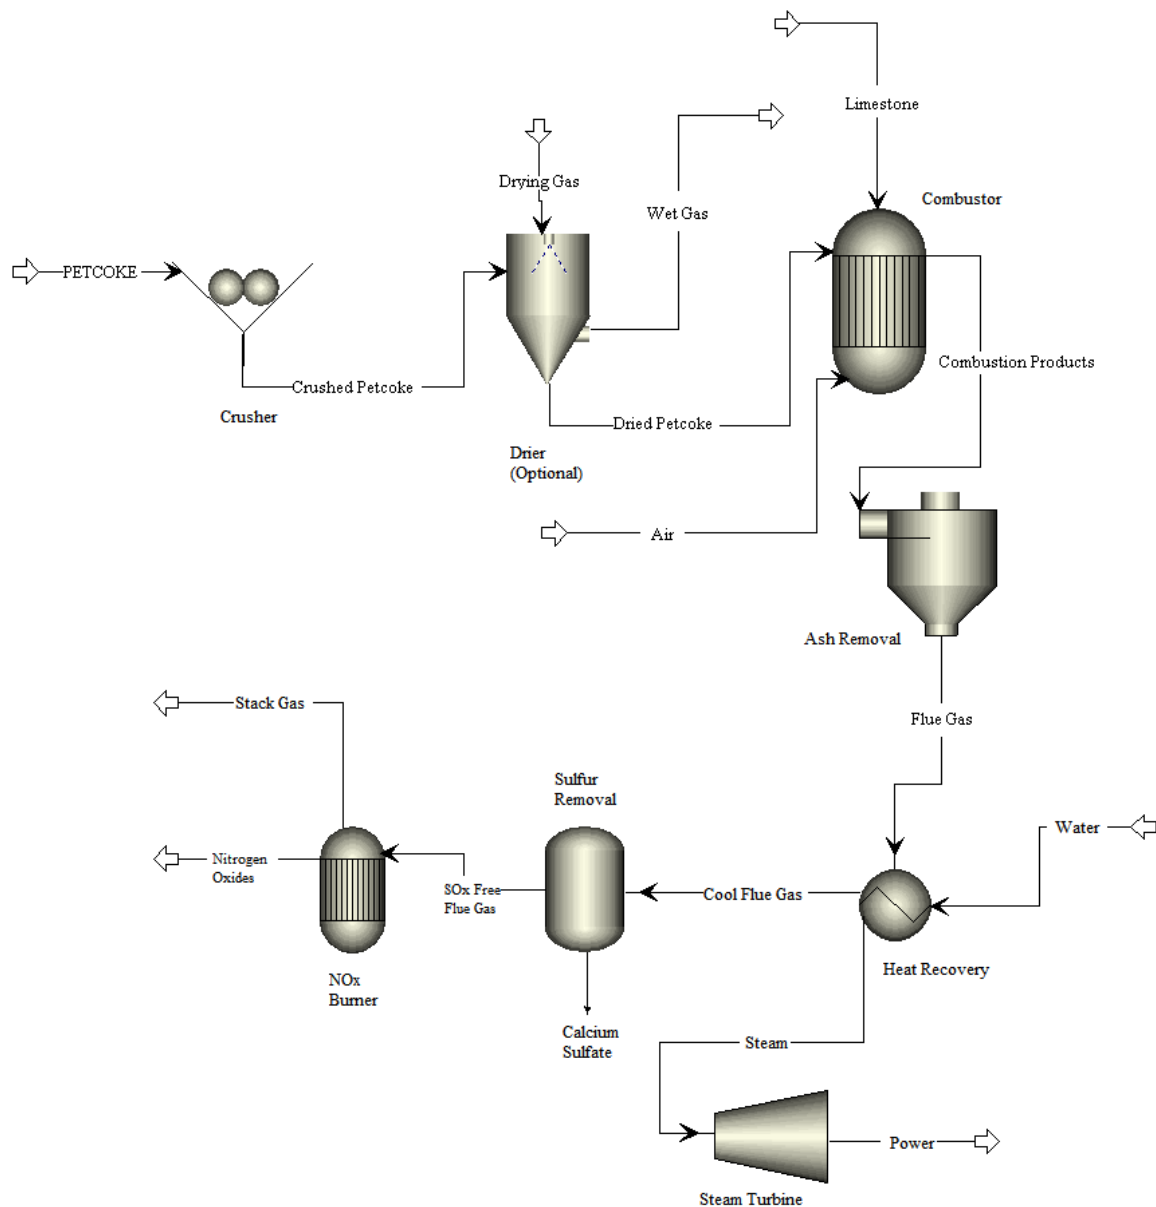 Limestone
Combustor
Drying Gas
Wet Gas
PETCOKE
Crushed Petcoke
Crusher
Combustion Products
Dried Petcoke
Drier
(Optional)
Air
Ash Removal
Stack Gas
Flue Gas
Sulfur
Removal
Water
Nitrogen
Oxides
SOx Free
Flue Gas
Cool Flue Gas
Heat Recovery
NOx
Burner
Calcium
Sulfate
Steam
Power
Steam Turbine